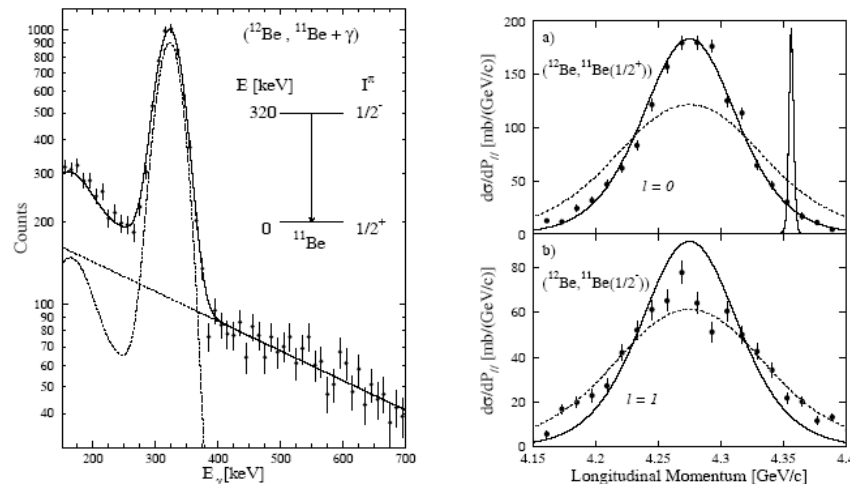 (¹²Be , ¹¹Be + γ)
E [keV] I^π
320 1/2⁻
0 1/2⁺
¹¹Be
Counts
1000
900
800
700
600
500
400
300
200
100
90
80
70
60
50
40
200 300 400 500 600 700
E_γ [keV]
a)
(¹²Be,¹¹Be(1/2⁺))
l = 0
dσ/dP_// [mb/(GeV/c)]
200
150
100
50
0
b)
(¹²Be,¹¹Be(1/2⁻))
l = 1
dσ/dP_// [mb/(GeV/c)]
80
60
40
20
0
4.15 4.2 4.25 4.3 4.35 4.4
Longitudinal Momentum [GeV/c]